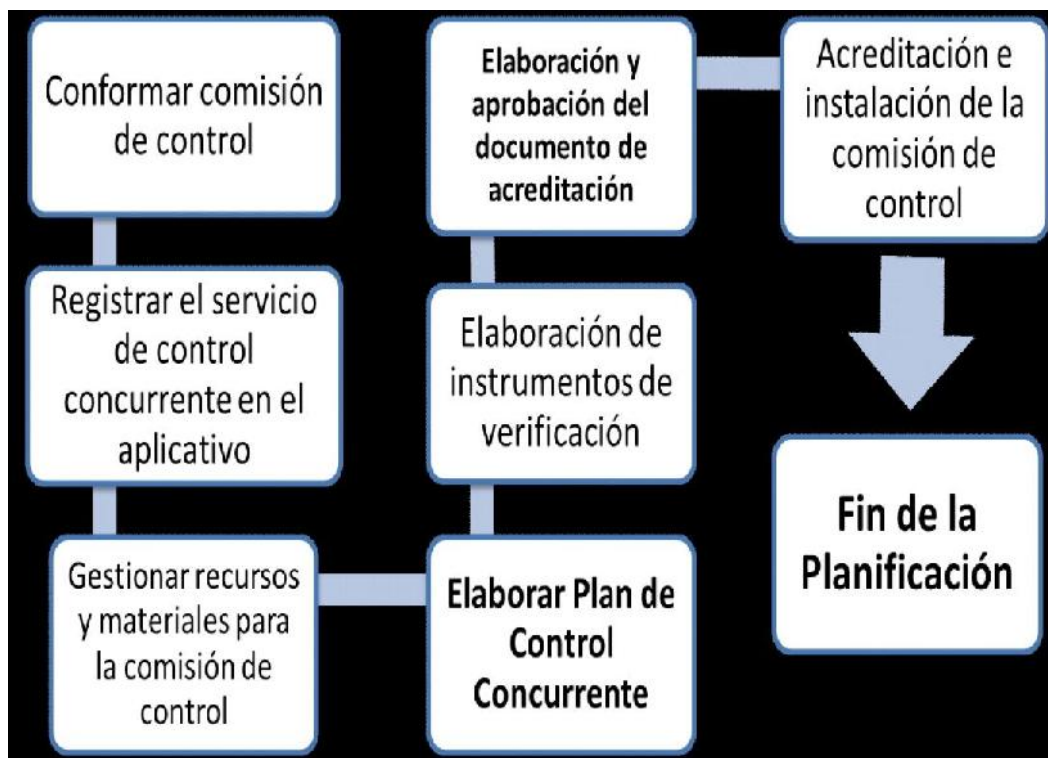 Conformar comisión
de control
Registrar el servicio
de control
concurrente en el
aplicativo
Gestionar recursos
y materiales para
la comisión de
control
Elaborar Plan de
Control
Concurrente
Elaboración de
instrumentos de
verificación
Elaboración y
aprobación del
documento de
acreditación
Acreditación e
instalación de la
comisión de
control
Fin de la
Planificación